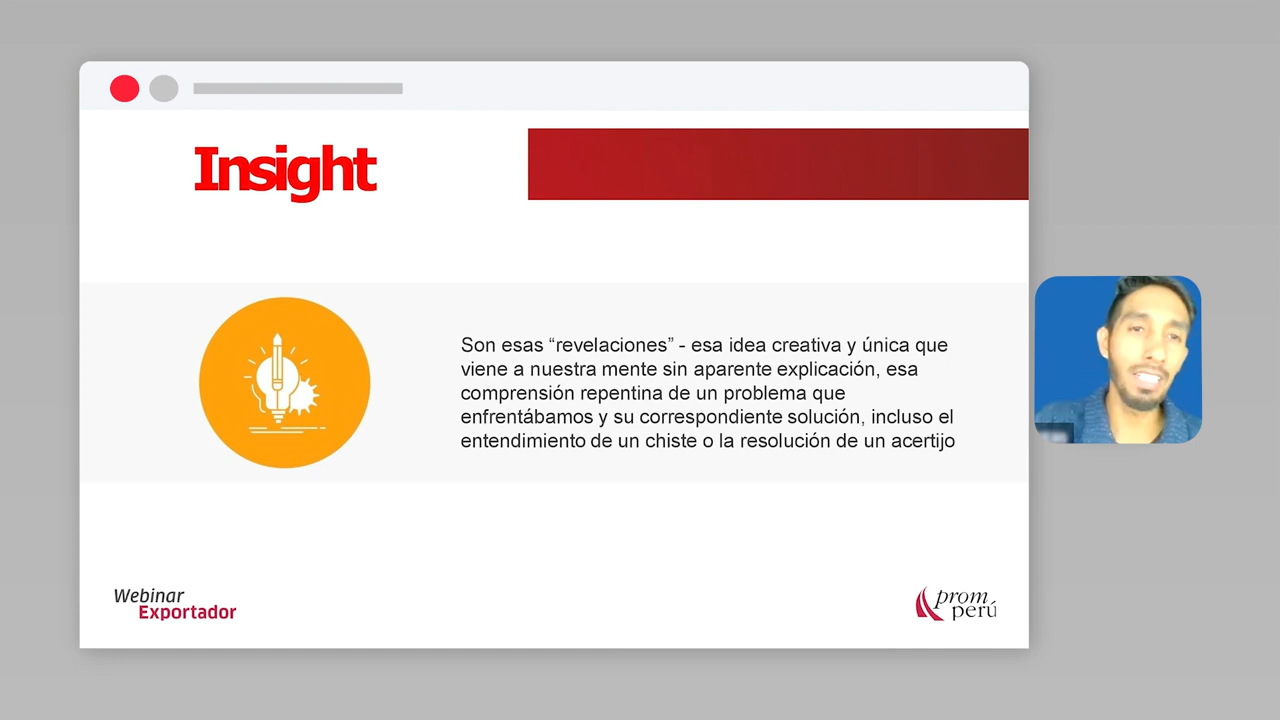 Insight
Son esas “revelaciones” - esa idea creativa y única que
viene a nuestra mente sin aparente explicación, esa
comprensión repentina de un problema que
enfrentábamos y su correspondiente solución, incluso el
entendimiento de un chiste o la resolución de un acertijo
Webinar
Exportador
prom
perú